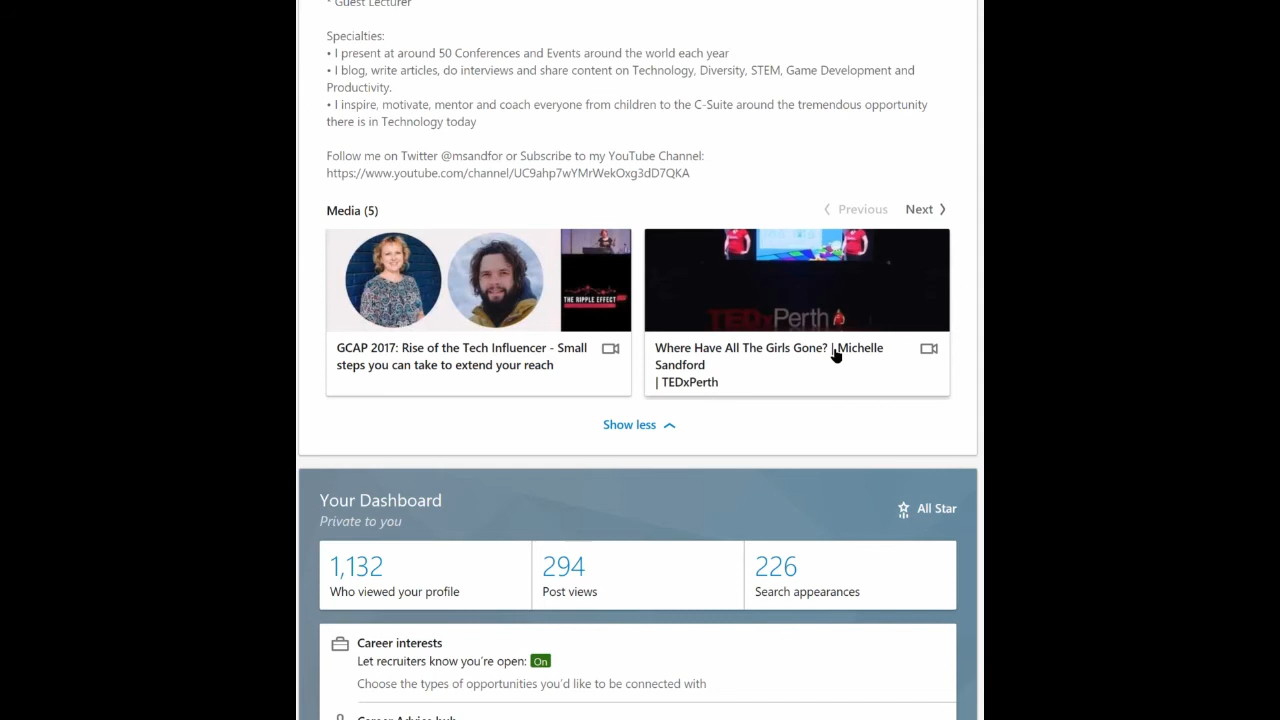 * Guest Lecturer
Specialties:
• I present at around 50 Conferences and Events around the world each year
• I blog, write articles, do interviews and share content on Technology, Diversity, STEM, Game Development and
Productivity.
• I inspire, motivate, mentor and coach everyone from children to the C-Suite around the tremendous opportunity
there is in Technology today
Follow me on Twitter @msandfor or Subscribe to my YouTube Channel:
https://www.youtube.com/channel/UC9ahp7wYMrWekOxg3dD7QKA
Media (5)
Previous
Next
THE RIPPLE EFFECT
TEDxPerth
GCAP 2017: Rise of the Tech Influencer - Small
steps you can take to extend your reach
Where Have All The Girls Gone? | Michelle
Sandford
| TEDxPerth
Show less
Your Dashboard
Private to you
All Star
1,132
Who viewed your profile
294
Post views
226
Search appearances
Career interests
Let recruiters know you're open: On
Choose the types of opportunities you'd like to be connected with
Career Advice hub